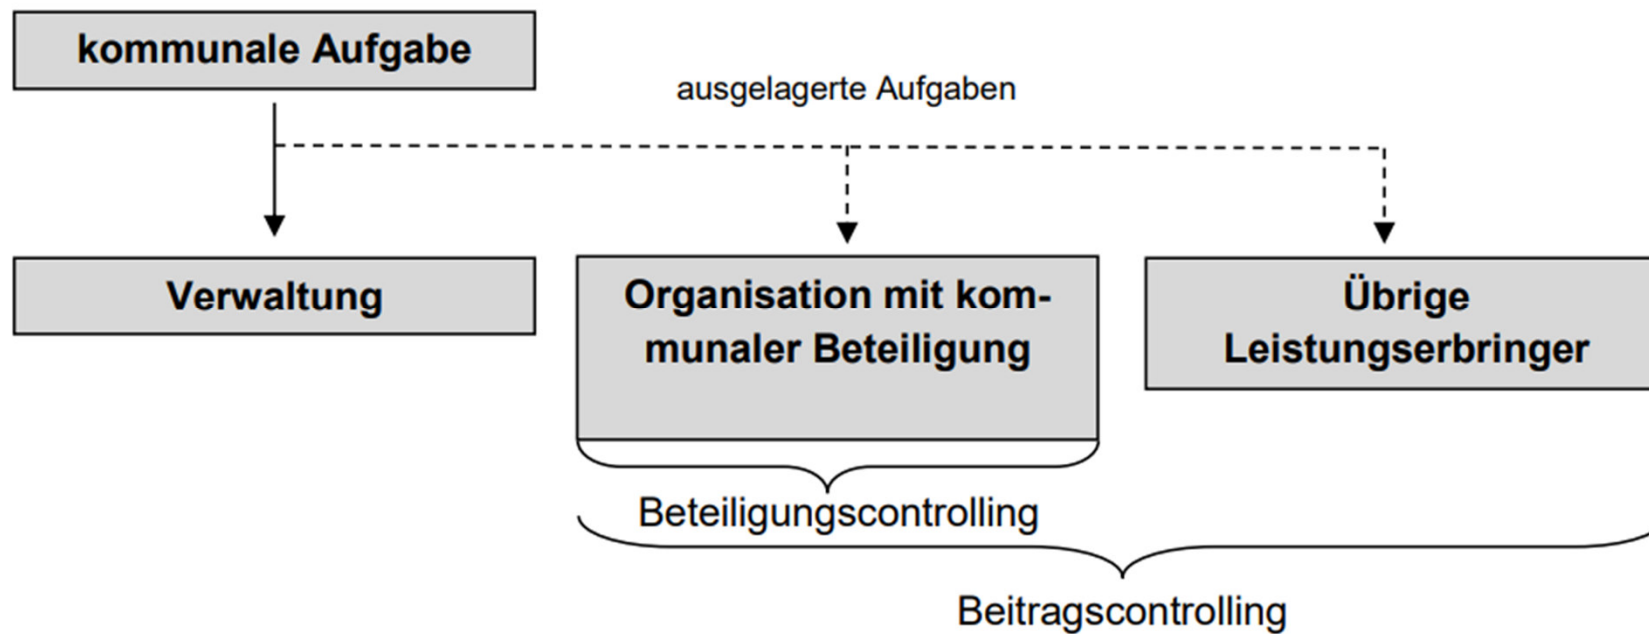 kommunale Aufgabe
ausgelagerte Aufgaben
Verwaltung
Organisation mit kom-
munaler Beteiligung
Übrige
Leistungserbringer
Beteiligungscontrolling
Beitragscontrolling